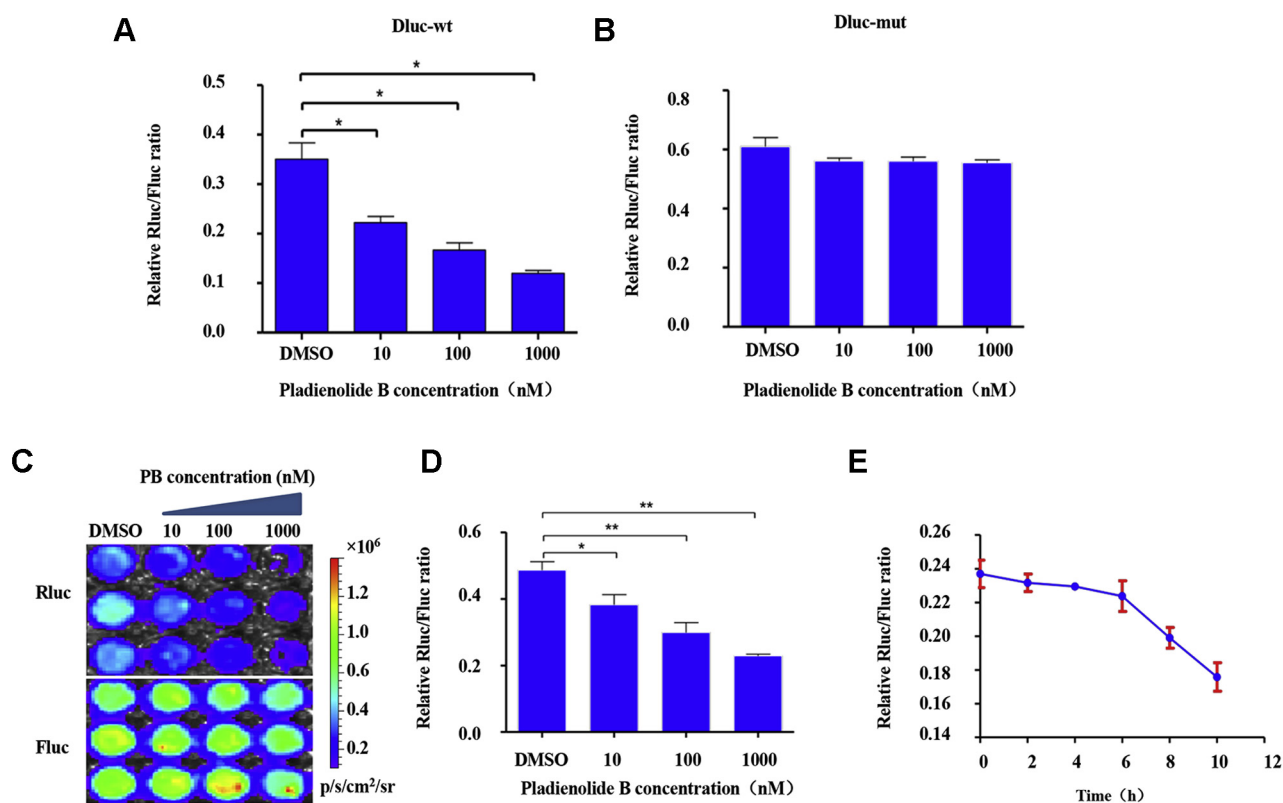 A
Dluc-wt
Relative Rluc/Fluc ratio
0.5
0.4
0.3
0.2
0.1
0.0
*
*
*
DMSO 10 100 1000
Pladienolide B concentration（nM）
B
Dluc-mut
Relative Rluc/Fluc ratio
0.8
0.6
0.4
0.2
0.0
DMSO 10 100 1000
Pladienolide B concentration（nM）
C
PB concentration (nM)
DMSO 10 100 1000
Rluc
Fluc
×10⁶
1.2
1.0
0.8
0.6
0.4
0.2
p/s/cm²/sr
D
Relative Rluc/Fluc ratio
0.6
0.4
0.2
0.0
**
**
*
DMSO 10 100 1000
Pladienolide B concentration（nM）
E
Relative Rluc/Fluc ratio
0.26
0.24
0.22
0.20
0.18
0.16
0.14
0 2 4 6 8 10 12
Time（h）